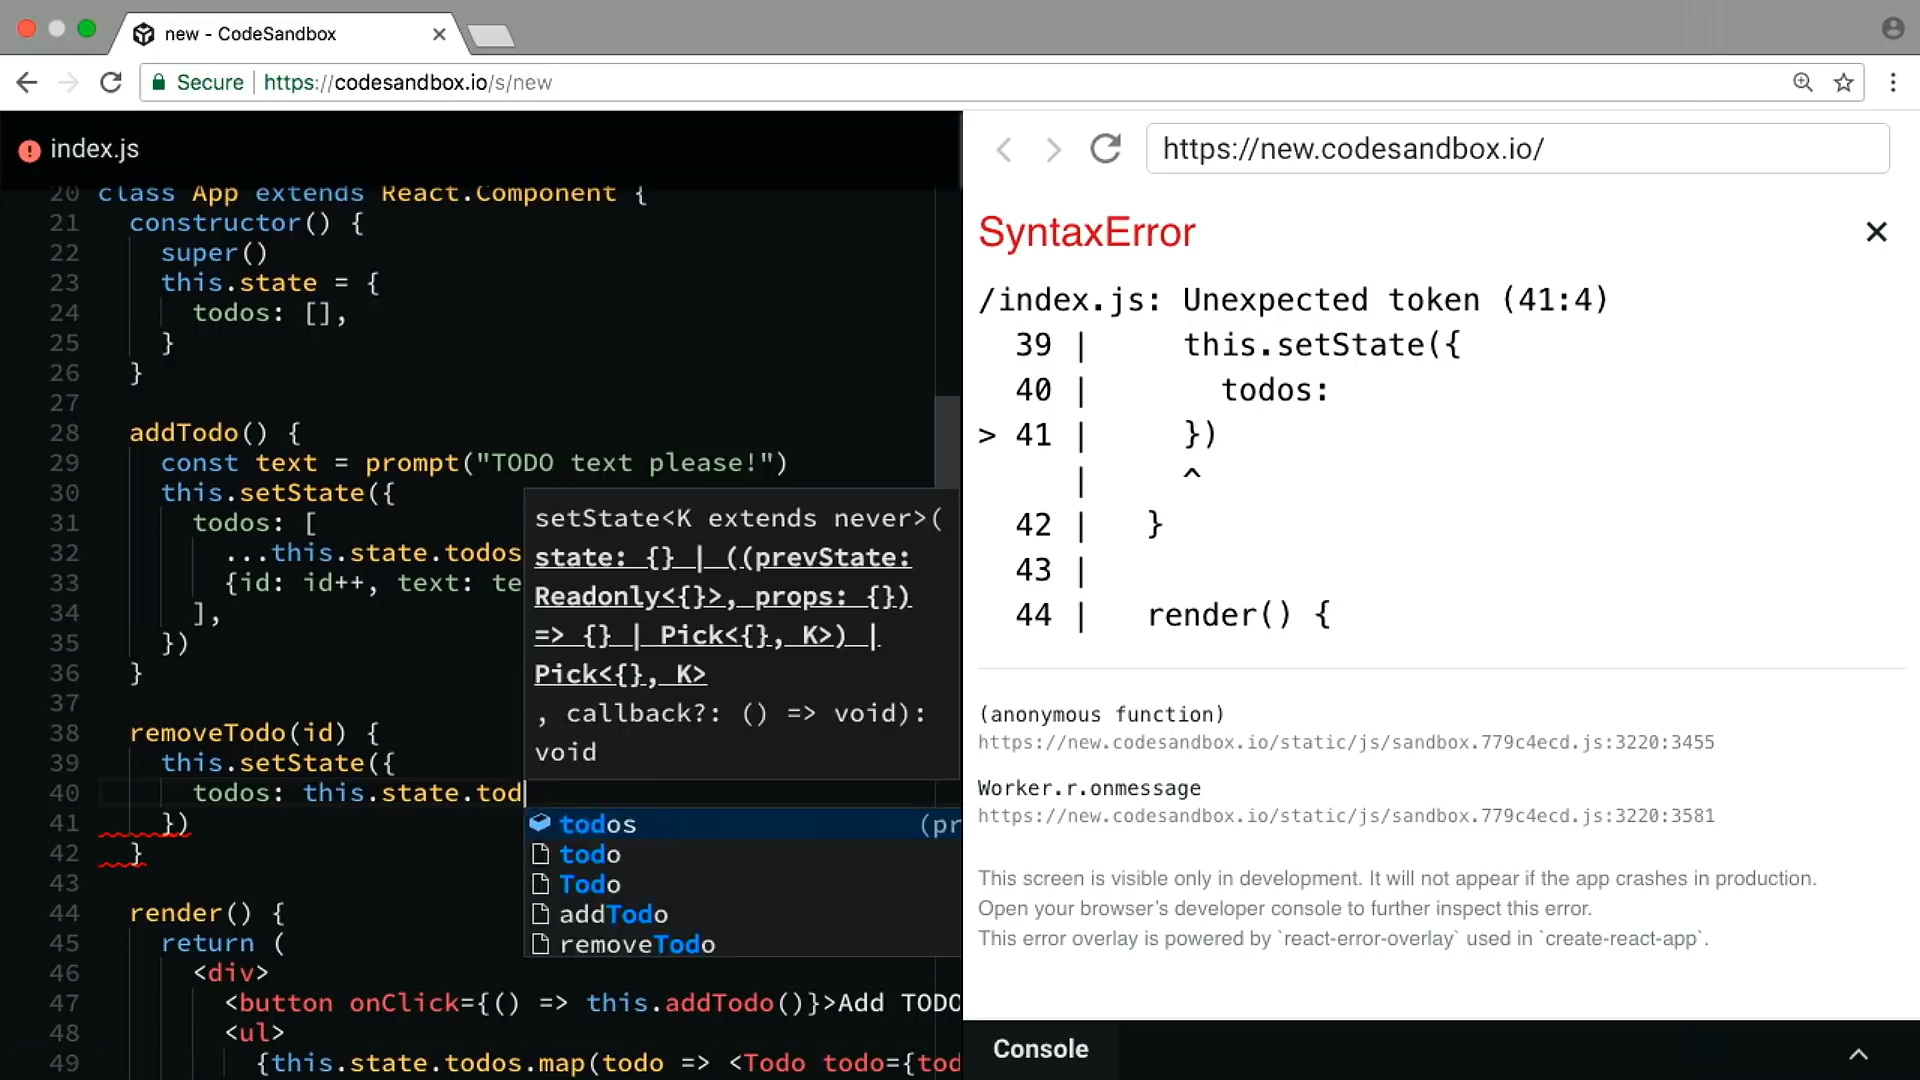 new - CodeSandbox
Secure
https://codesandbox.io/s/new
index.js
20 class App extends React.Component {
21 constructor() {
22 super()
23 this.state = {
24 todos: [],
25 }
26 }
27
28 addTodo() {
29 const text = prompt("TODO text please!")
30 this.setState({
31 todos: [
32 ...this.state.todos
33 {id: id++, text: te
34 ],
35 })
36 }
37
38 removeTodo(id) {
39 this.setState({
40 todos: this.state.tod
41 })
42 }
43
44 render() {
45 return (
46 <div>
47 <button onClick={() => this.addTodo()}>Add TODO
48 <ul>
49 {this.state.todos.map(todo => <Todo todo={tod
setState<K extends never>(
state: {} | ((prevState:
Readonly<{}>, props: {})
=> {} | Pick<{}, K>) |
Pick<{}, K>
, callback?: () => void):
void
todos (pr
todo
Todo
addTodo
removeTodo
https://new.codesandbox.io/
SyntaxError
/index.js: Unexpected token (41:4)
39 | this.setState({
40 | todos:
> 41 | })
| ^
42 | }
43 |
44 | render() {
(anonymous function)
https://new.codesandbox.io/static/js/sandbox.779c4ecd.js:3220:3455
Worker.r.onmessage
https://new.codesandbox.io/static/js/sandbox.779c4ecd.js:3220:3581
This screen is visible only in development. It will not appear if the app crashes in production.
Open your browser's developer console to further inspect this error.
This error overlay is powered by `react-error-overlay` used in `create-react-app`.
Console